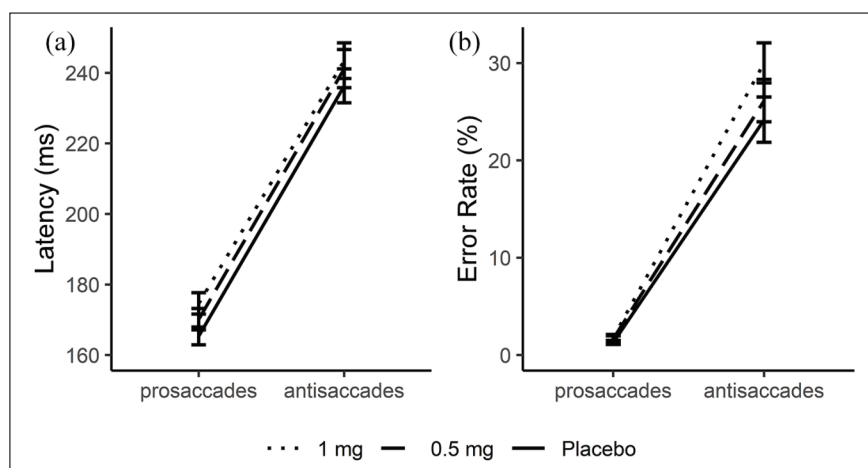 (a)
Latency (ms)
240
220
200
180
160
prosaccades antisaccades
(b)
Error Rate (%)
30
20
10
0
prosaccades antisaccades
1 mg 0.5 mg Placebo